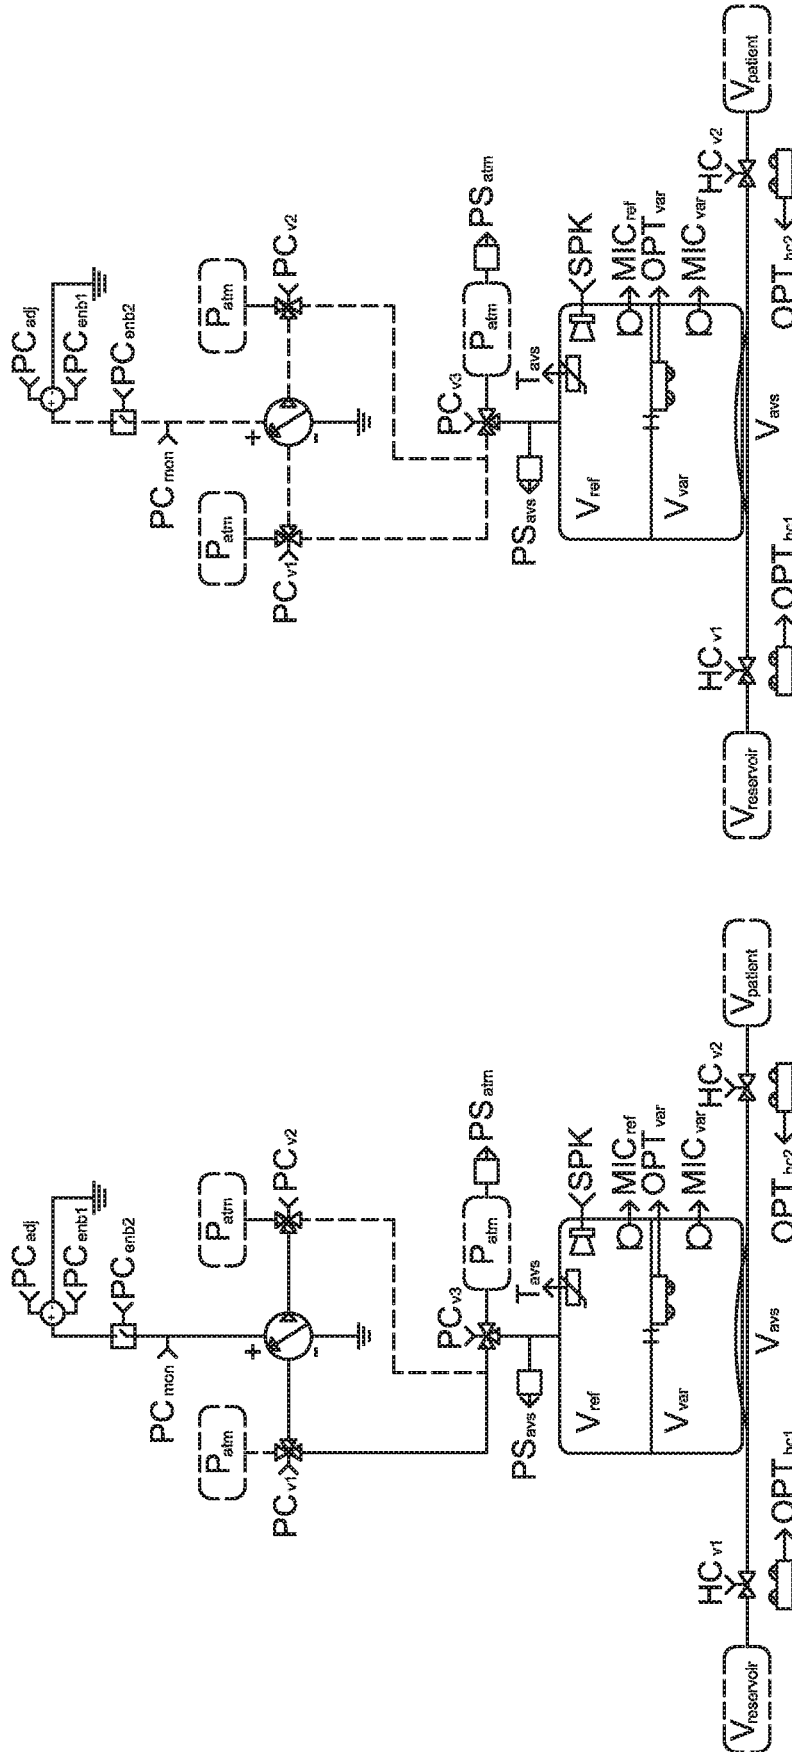 PCadj
PCenb1
PCenb2
PCmon
+
-
Patm
Patm
PCv1
PCv2
PCv3
Patm
PSatm
PSavs
Tavs
SPK
MICref
OPTvar
MICvar
Vref
Vvar
HCv1
HCv2
Vreservoir
Vavs
Vpatient
OPThc1
OPThc2
PCadj
PCenb1
PCenb2
PCmon
+
-
Patm
Patm
PCv1
PCv2
PCv3
Patm
PSatm
PSavs
Tavs
SPK
MICref
OPTvar
MICvar
Vref
Vvar
HCv1
HCv2
Vreservoir
Vavs
Vpatient
OPThc1
OPThc2